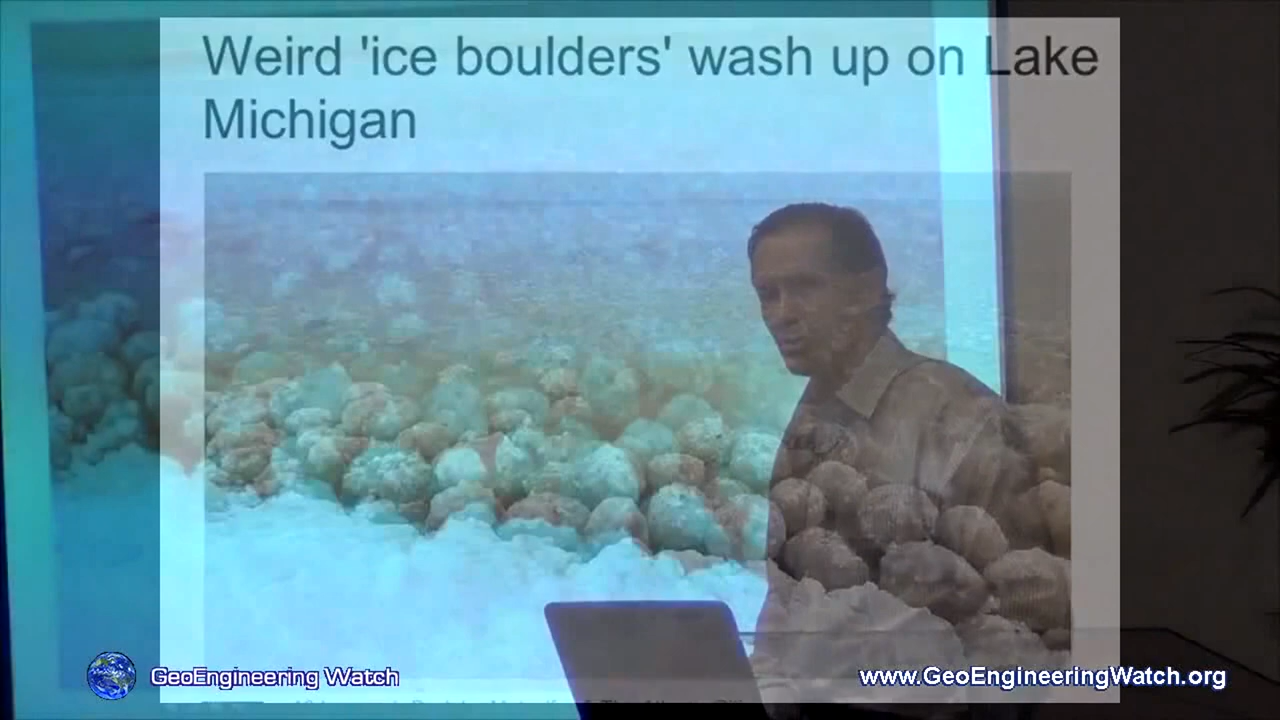 Weird 'ice boulders' wash up on Lake
Michigan
GeoEngineering Watch
www.GeoEngineeringWatch.org